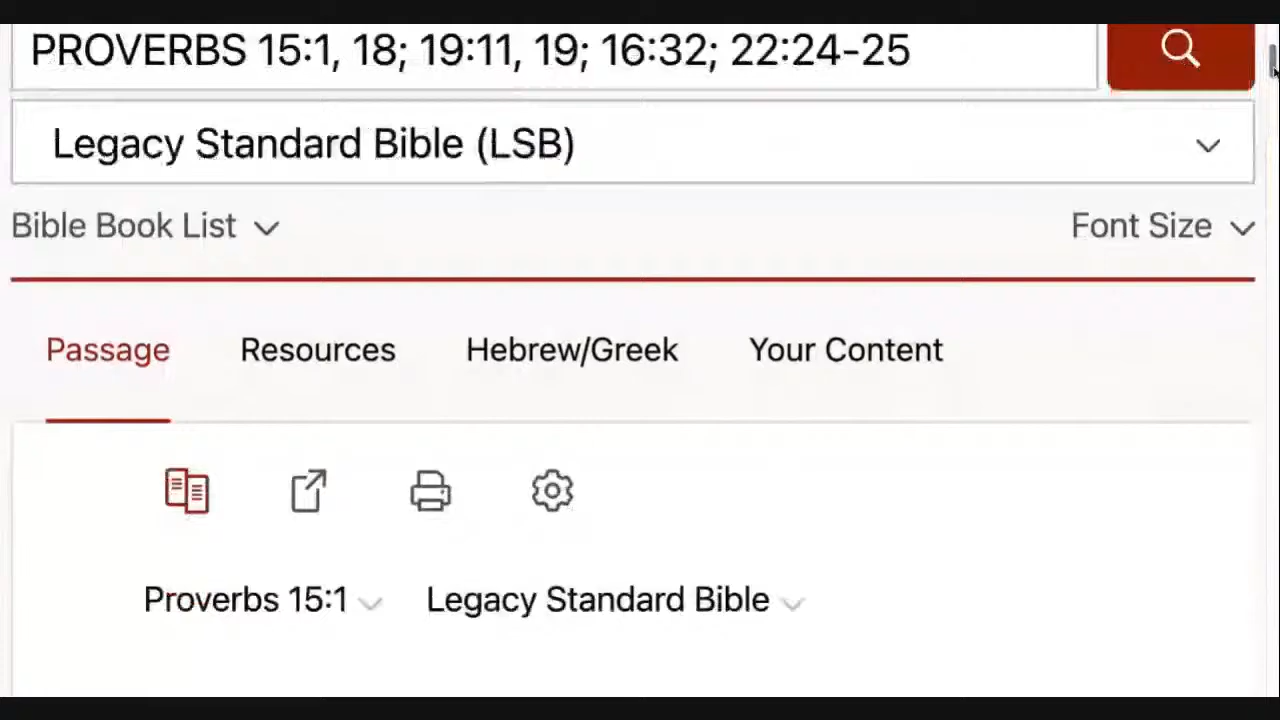 PROVERBS 15:1, 18; 19:11, 19; 16:32; 22:24-25
Legacy Standard Bible (LSB)
Bible Book List Font Size
Passage Resources Hebrew/Greek Your Content
Proverbs 15:1 Legacy Standard Bible